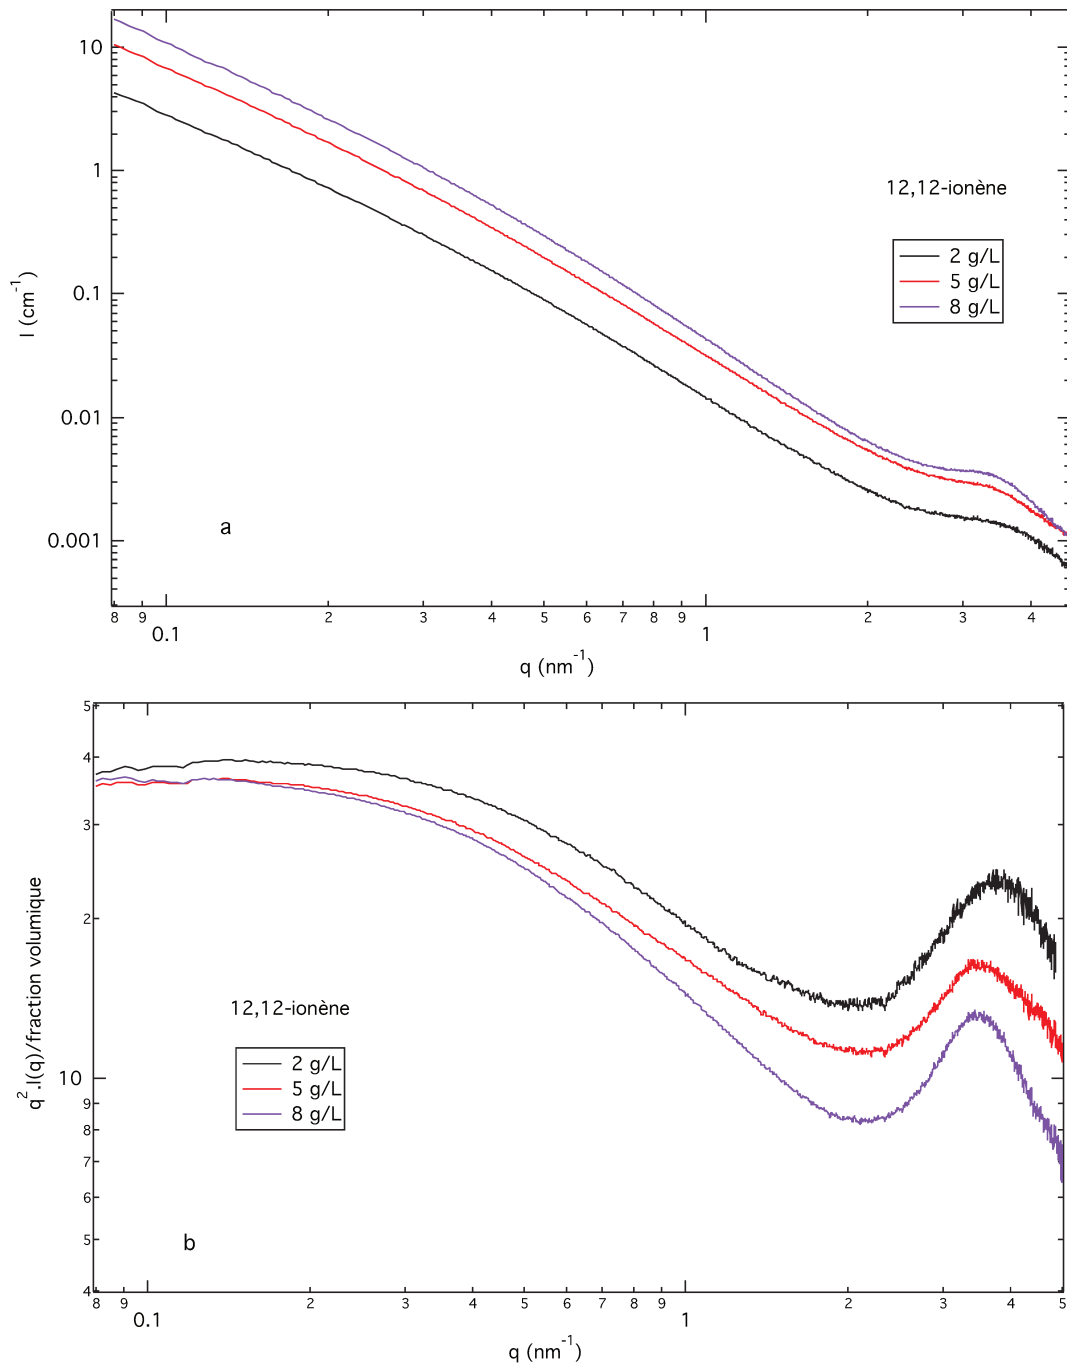 10
1
0.1
0.01
0.001
I (cm⁻¹)
12,12-ionène
2 g/L
5 g/L
8 g/L
a
8 9 2 3 4 5 6 7 8 9 2 3 4
0.1 1
q (nm⁻¹)
5
4
3
2
10
9
8
7
6
5
4
q².I(q)/fraction volumique
12,12-ionène
2 g/L
5 g/L
8 g/L
b
8 9 2 3 4 5 6 7 8 9 2 3 4 5
0.1 1
q (nm⁻¹)